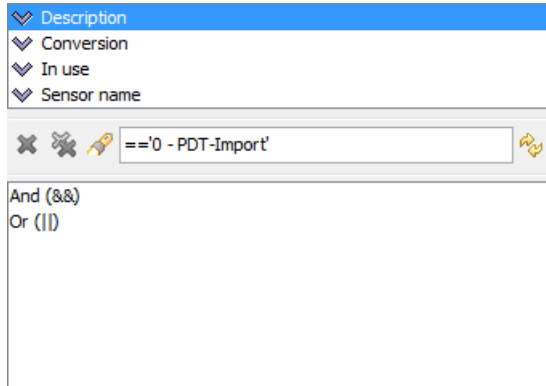 Description
Conversion
In use
Sensor name
=='0 - PDT-Import'
And (&&)
Or (||)